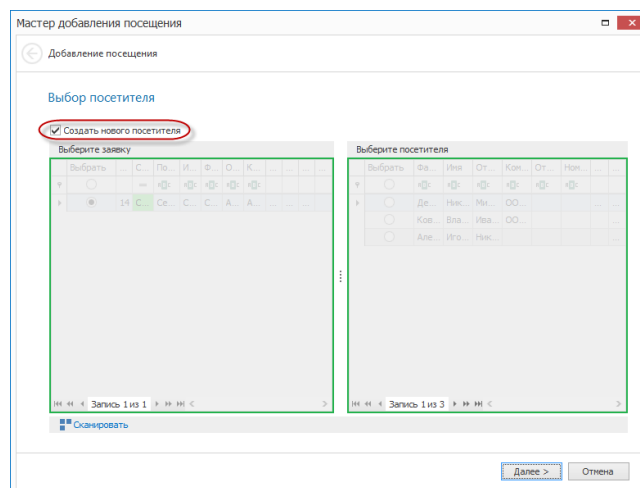 Мастер добавления посещения
Добавление посещения
Выбор посетителя
Создать нового посетителя
Выберите заявку
Выберите посетителя
Выбрать ... С... По... И... Ф... О... К... ... ... ... ...
Выбрать Фа... Имя От... Ком... От... Ном... ... ...
14 С... Се... С... С... А... А... ... ... ... ...
Де... Ник... Ми... ОО...
Ков... Вла... Ива... ОО...
Але... Иго... Ник...
Запись 1 из 1
Запись 1 из 3
Сканировать
Далее >
Отмена